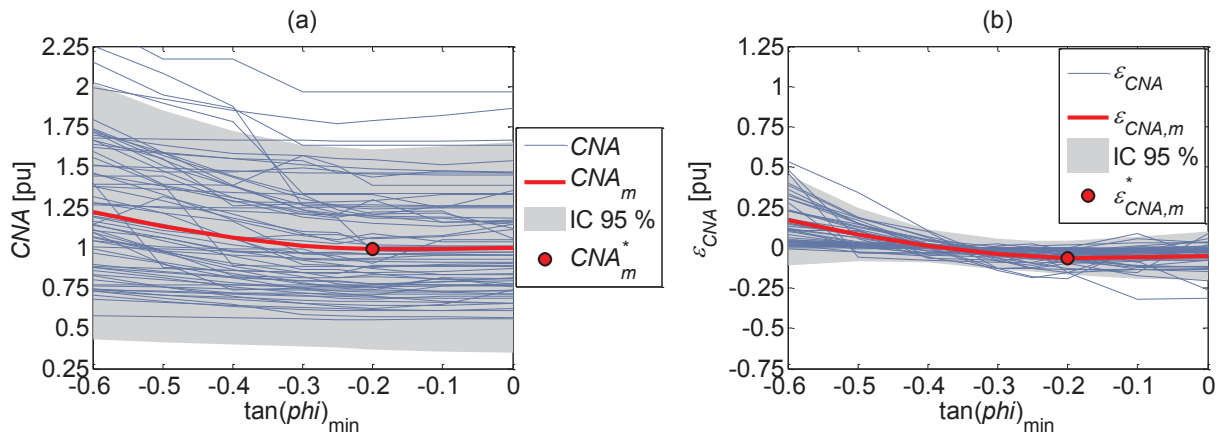 (a)
2.25
2
1.75
1.5
1.25
1
0.75
0.5
0.25
CNA [pu]
-0.6 -0.5 -0.4 -0.3 -0.2 -0.1 0
tan(phi)min
CNA
CNAm
IC 95 %
CNA*m
(b)
1.25
1
0.75
0.5
0.25
0
-0.25
-0.5
-0.75
εCNA [pu]
-0.6 -0.5 -0.4 -0.3 -0.2 -0.1 0
tan(phi)min
εCNA
εCNA,m
IC 95 %
ε*CNA,m